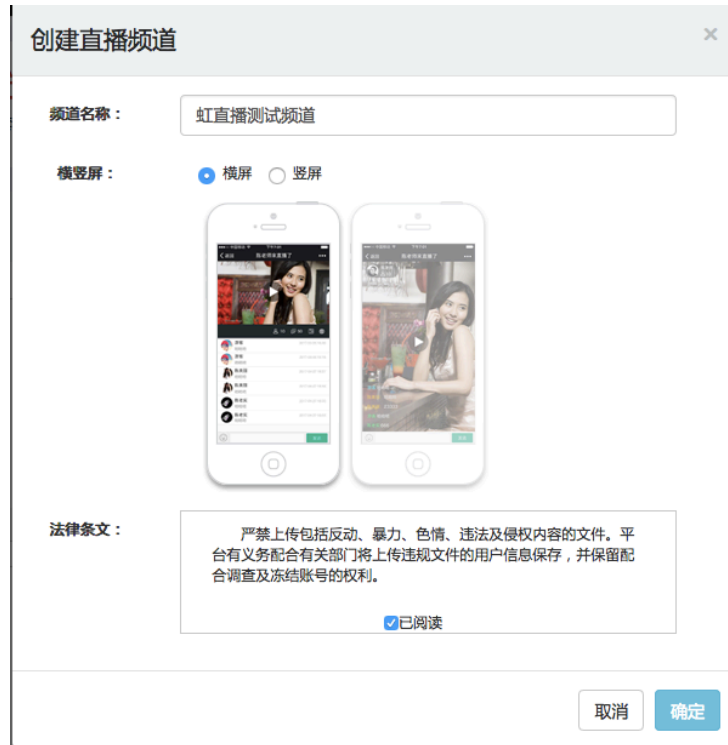 创建直播频道
×
频道名称：
虹直播测试频道
横竖屏：
横屏
竖屏
法律条文：
严禁上传包括反动、暴力、色情、违法及侵权内容的文件。平
台有义务配合有关部门将上传违规文件的用户信息保存，并保留配
合调查及冻结账号的权利。
已阅读
取消
确定